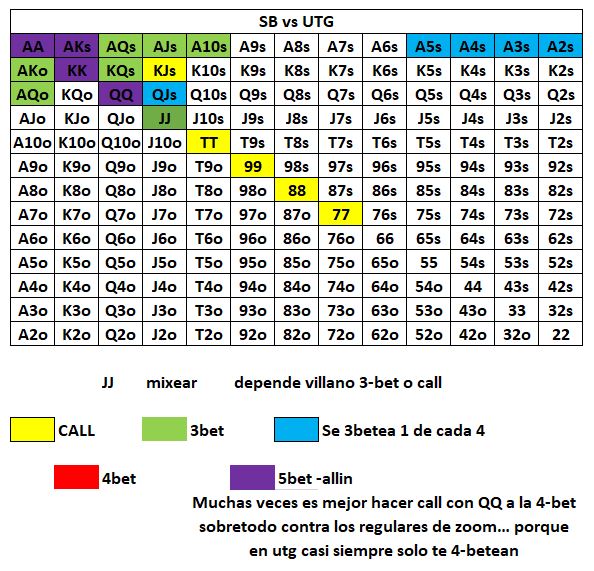 SB vs UTG
AA AKs AQs AJs A10s A9s A8s A7s A6s A5s A4s A3s A2s
AKo KK KQs KJs K10s K9s K8s K7s K6s K5s K4s K3s K2s
AQo KQo QQ QJs Q10s Q9s Q8s Q7s Q6s Q5s Q4s Q3s Q2s
AJo KJo QJo JJ J10s J9s J8s J7s J6s J5s J4s J3s J2s
A10o K10o Q10o J10o TT T9s T8s T7s T6s T5s T4s T3s T2s
A9o K9o Q9o J9o T9o 99 98s 97s 96s 95s 94s 93s 92s
A8o K8o Q8o J8o T8o 98o 88 87s 86s 85s 84s 83s 82s
A7o K7o Q7o J7o T7o 97o 87o 77 76s 75s 74s 73s 72s
A6o K6o Q6o J6o T6o 96o 86o 76o 66 65s 64s 63s 62s
A5o K5o Q5o J5o T5o 95o 85o 75o 65o 55 54s 53s 52s
A4o K4o Q4o J4o T4o 94o 84o 74o 64o 54o 44 43s 42s
A3o K3o Q3o J3o T3o 93o 83o 73o 63o 53o 43o 33 32s
A2o K2o Q2o J2o T2o 92o 82o 72o 62o 52o 42o 32o 22
JJ mixear depende villano 3-bet o call
CALL 3bet Se 3betea 1 de cada 4
4bet 5bet -allin
Muchas veces es mejor hacer call con QQ a la 4-bet
sobretodo contra los regulares de zoom... porque
en utg casi siempre solo te 4-betean